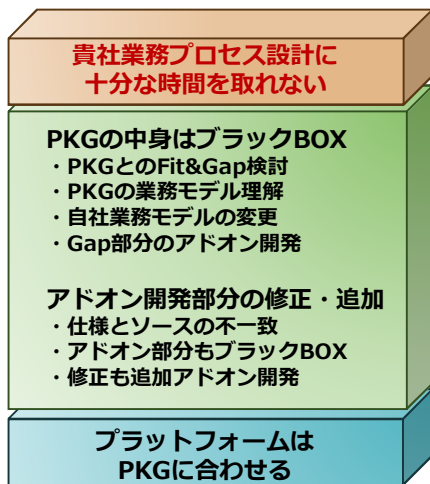 貴社業務プロセス設計に
十分な時間を取れない
PKGの中身はブラックBOX
・PKGとのFit&Gap検討
・PKGの業務モデル理解
・自社業務モデルの変更
・Gap部分のアドオン開発
アドオン開発部分の修正・追加
・仕様とソースの不一致
・アドオン部分もブラックBOX
・修正も追加アドオン開発
プラットフォームは
PKGに合わせる